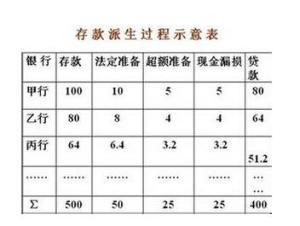 存款派生过程示意表
银行 存款 法定准备 超额准备 现金漏损 贷款
甲行 100 10 5 5 80
乙行 80 8 4 4 64
丙行 64 6.4 3.2 3.2 51.2
…… …… …… …… …… ……
Σ 500 50 25 25 400